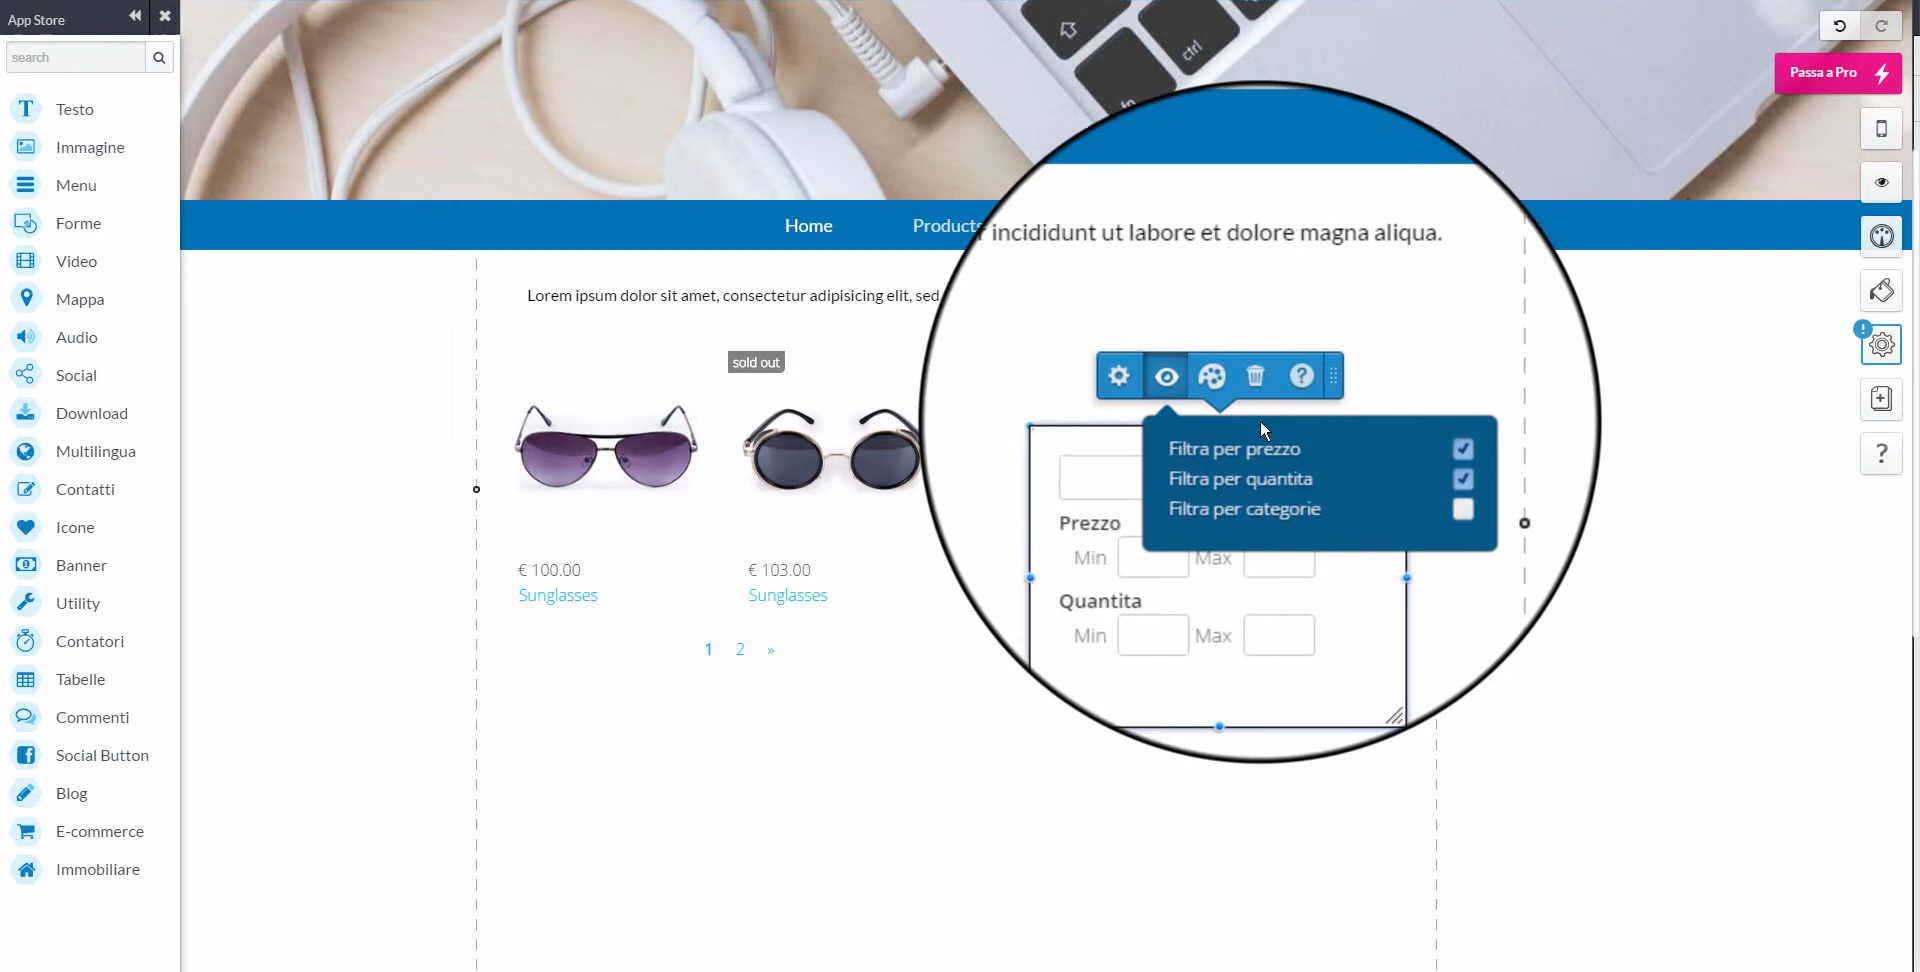 App Store
search
Testo
Immagine
Menu
Forme
Video
Mappa
Audio
Social
Download
Multilingua
Contatti
Icone
Banner
Utility
Contatori
Tabelle
Commenti
Social Button
Blog
E-commerce
Immobiliare
ctrl
Passa a Pro
Home Products
Lorem ipsum dolor sit amet, consectetur adipisicing elit, sed
incididunt ut labore et dolore magna aliqua.
sold out
€ 100.00
Sunglasses
€ 103.00
Sunglasses
1 2 »
Filtra per prezzo
Filtra per quantita
Filtra per categorie
Prezzo
Min Max
Quantita
Min Max